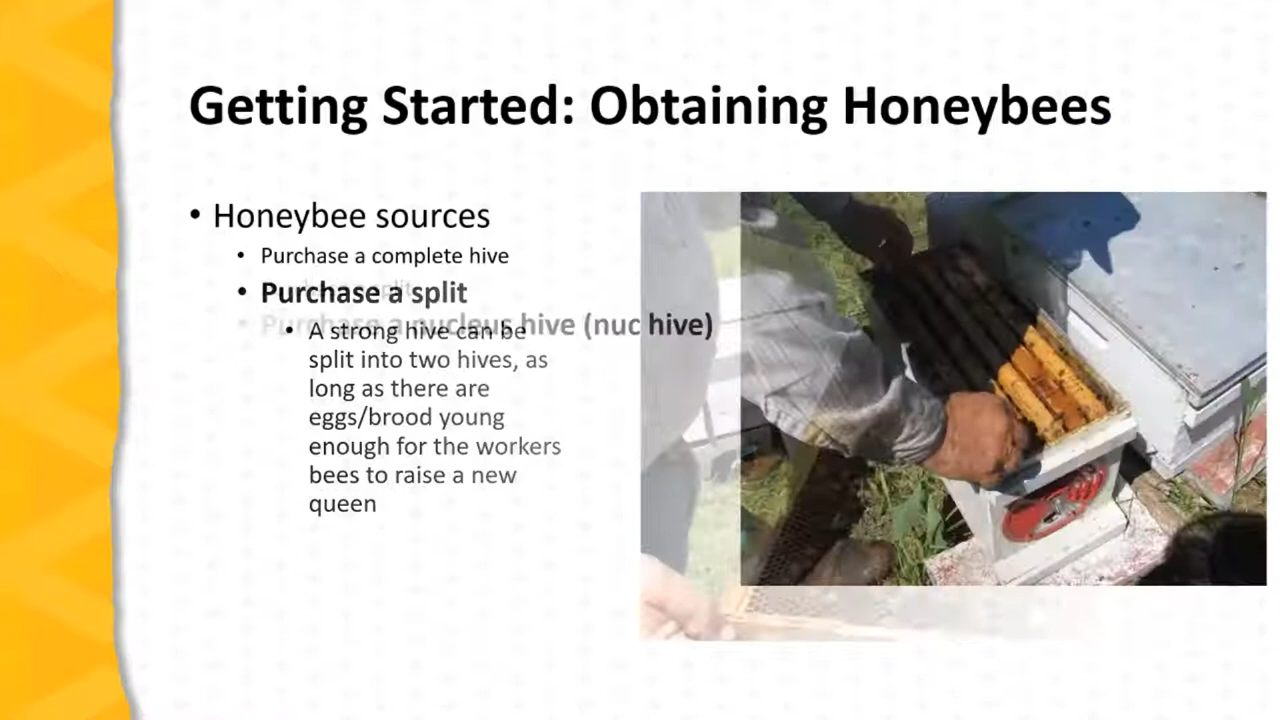 Getting Started: Obtaining Honeybees
• Honeybee sources
• Purchase a complete hive
• Purchase a split
• Purchase a nucleus hive (nuc hive)
• A strong hive can be
split into two hives, as
long as there are
eggs/brood young
enough for the workers
bees to raise a new
queen